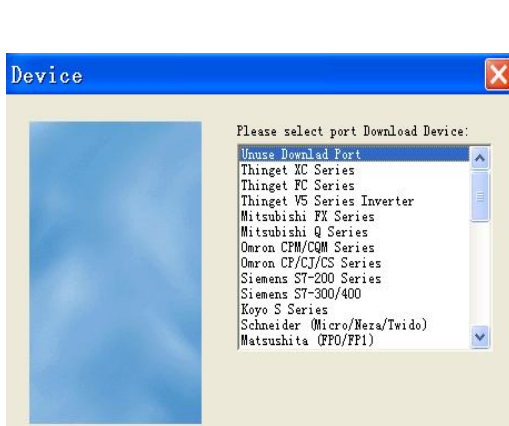 Device
Please select port Download Device:
Unuse Downlad Port
Thinget XC Series
Thinget FC Series
Thinget V5 Series Inverter
Mitsubishi FX Series
Mitsubishi Q Series
Omron CPM/CQM Series
Omron CP/CJ/CS Series
Siemens S7-200 Series
Siemens S7-300/400
Koyo S Series
Schneider (Micro/Neza/Twido)
Matsushita (FP0/FP1)